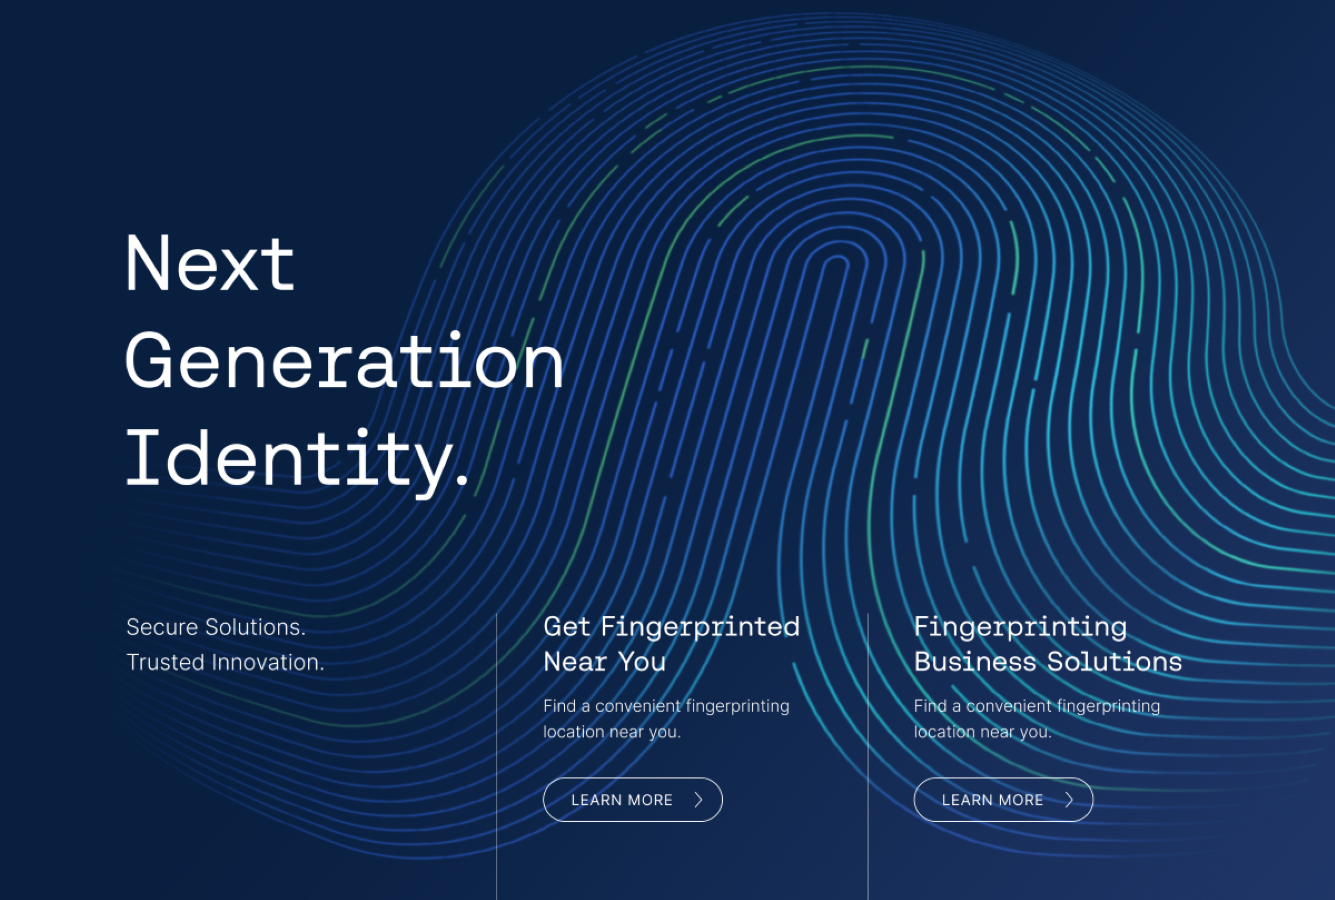 Next
Generation
Identity.
Secure Solutions.
Trusted Innovation.
Get Fingerprinted
Near You
Find a convenient fingerprinting
location near you.
LEARN MORE
Fingerprinting
Business Solutions
Find a convenient fingerprinting
location near you.
LEARN MORE